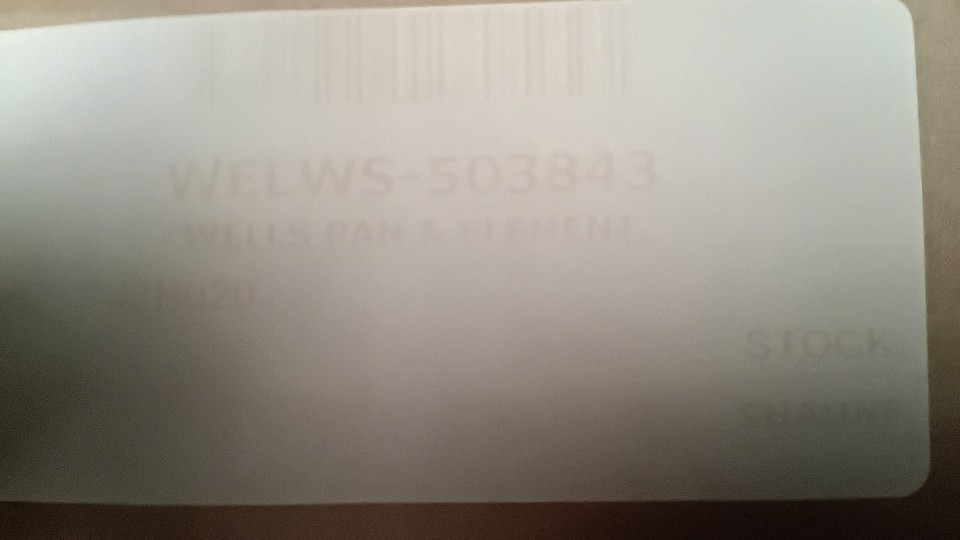 WELWS-503843
WELLS PAN & ELEMENT
STOCK